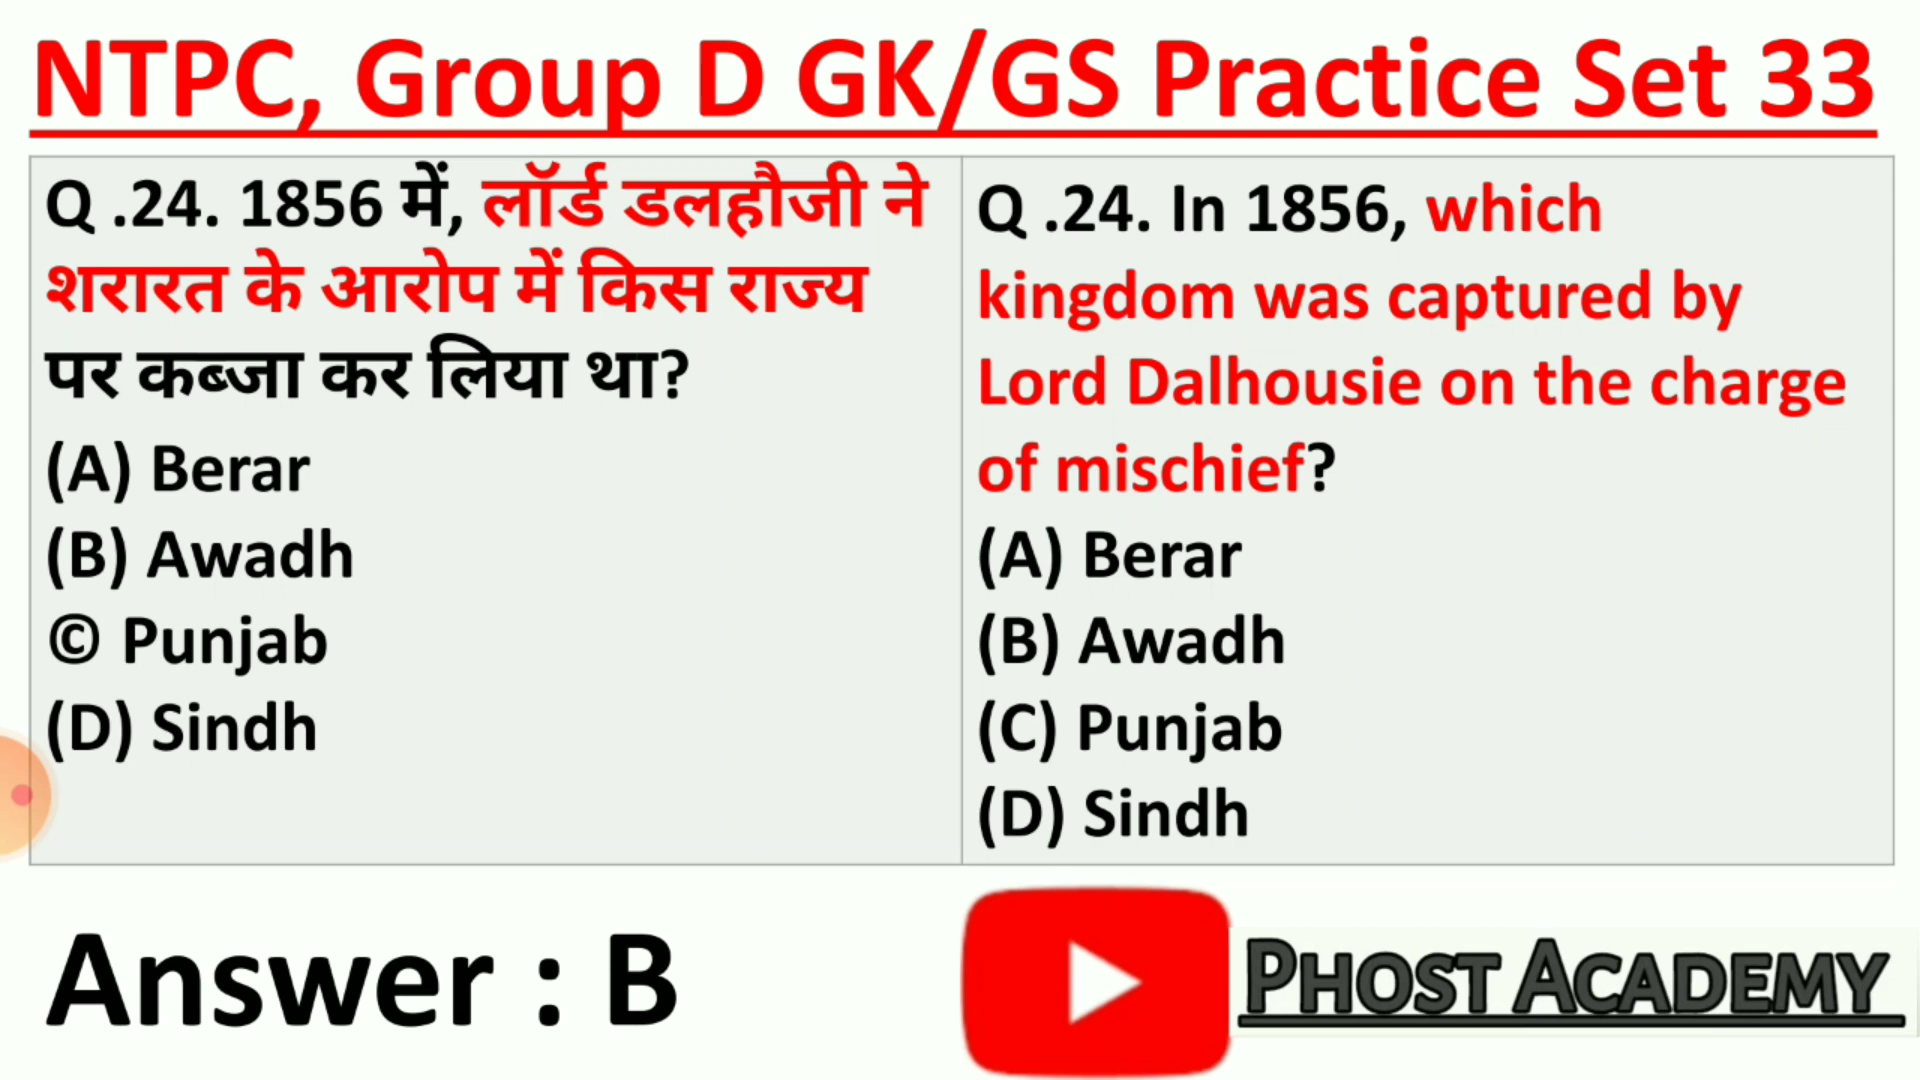 NTPC, Group D GK/GS Practice Set 33
Q .24. 1856 में, लॉर्ड डलहौजी ने
शरारत के आरोप में किस राज्य
पर कब्जा कर लिया था?
(A) Berar
(B) Awadh
© Punjab
(D) Sindh
Q .24. In 1856, which
kingdom was captured by
Lord Dalhousie on the charge
of mischief?
(A) Berar
(B) Awadh
(C) Punjab
(D) Sindh
Answer : B
PHOST ACADEMY